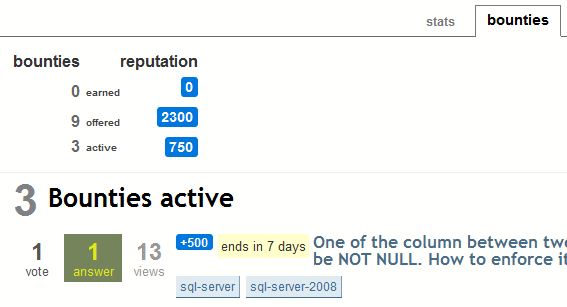 stats bounties
bounties reputation
0 earned 0
9 offered 2300
3 active 750
3 Bounties active
1 vote
1 answer
13 views
+500 ends in 7 days
One of the column between two
be NOT NULL. How to enforce it
sql-server sql-server-2008